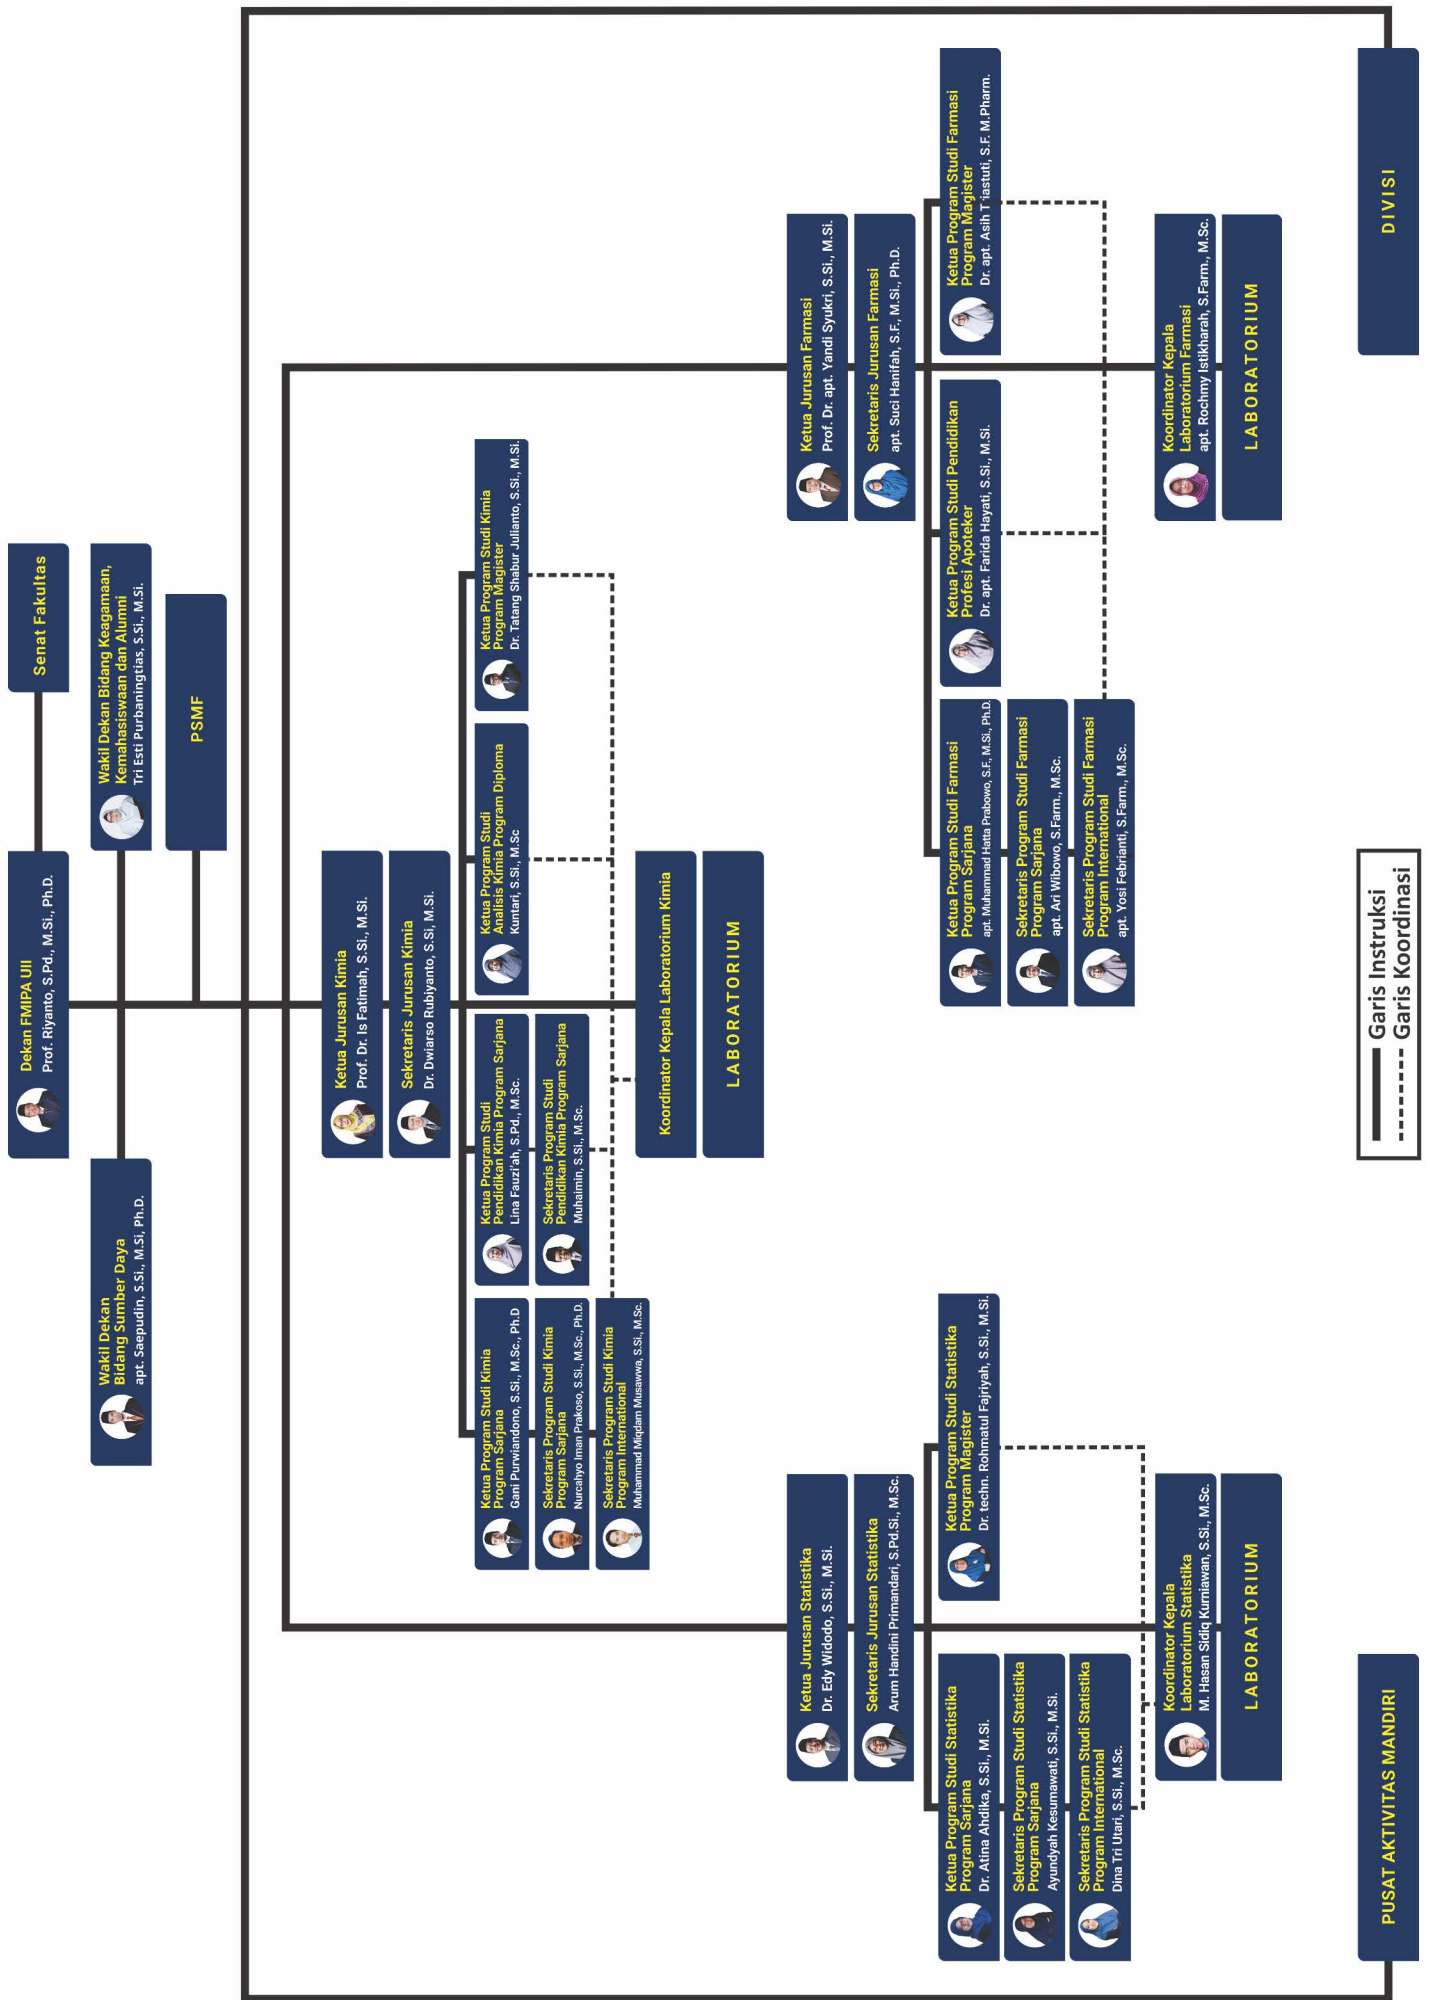 Dekan FMIPA UII
Prof. Riyanto, S.Pd., M.Si., Ph.D.
Senat Fakultas
Wakil Dekan
Bidang Sumber Daya
apt. Saepudin, S.Si., M.Si, Ph.D.
Wakil Dekan Bidang Keagamaan,
Kemahasiswaan dan Alumni
Tri Esti Purbaningtias, S.Si., M.Si.
PSMF
Ketua Jurusan Kimia
Prof. Dr. Is Fatimah, S.Si., M.Si.
Sekretaris Jurusan Kimia
Dr. Dwiarso Rubiyanto, S.Si, M.Si.
Ketua Program Studi Kimia
Program Sarjana
Gani Purwiandono, S.Si., M.Sc., Ph.D
Sekretaris Program Studi Kimia
Program Sarjana
Nurcahyo Iman Prakoso, S.Si., M.Sc., Ph.D.
Sekretaris Program Studi Kimia
Program International
Muhammad Miqdam Musawwa, S.Si., M.Sc.
Ketua Program Studi
Pendidikan Kimia Program Sarjana
Lina Fauzi'ah, S.Pd., M.Sc.
Sekretaris Program Studi
Pendidikan Kimia Program Sarjana
Muhaimin, S.Si., M.Sc.
Ketua Program Studi
Analisis Kimia Program Diploma
Kuntari, S.Si., M.Sc
Ketua Program Studi Kimia
Program Magister
Dr. Tatang Shabur Julianto, S.Si., M.Si.
Koordinator Kepala Laboratorium Kimia
LABORATORIUM
Ketua Jurusan Statistika
Dr. Edy Widodo, S.Si., M.Si.
Sekretaris Jurusan Statistika
Arum Handini Primandari, S.Pd.Si., M.Sc.
Ketua Program Studi Statistika
Program Sarjana
Dr. Atina Ahdika, S.Si., M.Si.
Sekretaris Program Studi Statistika
Program Sarjana
Ayundyah Kesumawati, S.Si., M.Si.
Sekretaris Program Studi Statistika
Program International
Dina Tri Utari, S.Si., M.Sc.
Ketua Program Studi Statistika
Program Magister
Dr. techn. Rohmatul Fajriyah, S.Si., M.Si.
Koordinator Kepala
Laboratorium Statistika
M. Hasan Sidiq Kurniawan, S.Si., M.Sc.
LABORATORIUM
Ketua Jurusan Farmasi
Prof. Dr. apt. Yandi Syukri, S.Si., M.Si.
Sekretaris Jurusan Farmasi
apt. Suci Hanifah, S.F., M.Si., Ph.D.
Ketua Program Studi Farmasi
Program Sarjana
apt. Muhammad Hatta Prabowo, S.F., M.Si., Ph.D.
Sekretaris Program Studi Farmasi
Program Sarjana
apt. Ari Wibowo, S.Farm., M.Sc.
Sekretaris Program Studi Farmasi
Program International
apt. Yosi Febrianti, S.Farm., M.Sc.
Ketua Program Studi Pendidikan
Profesi Apoteker
Dr. apt. Farida Hayati, S.Si., M.Si.
Ketua Program Studi Farmasi
Program Magister
Dr. apt. Asih Triastuti, S.F. M.Pharm.
Koordinator Kepala
Laboratorium Farmasi
apt. Rochmy Istikharah, S.Farm., M.Sc.
LABORATORIUM
PUSAT AKTIVITAS MANDIRI
Garis Instruksi
Garis Koordinasi
DIVISI